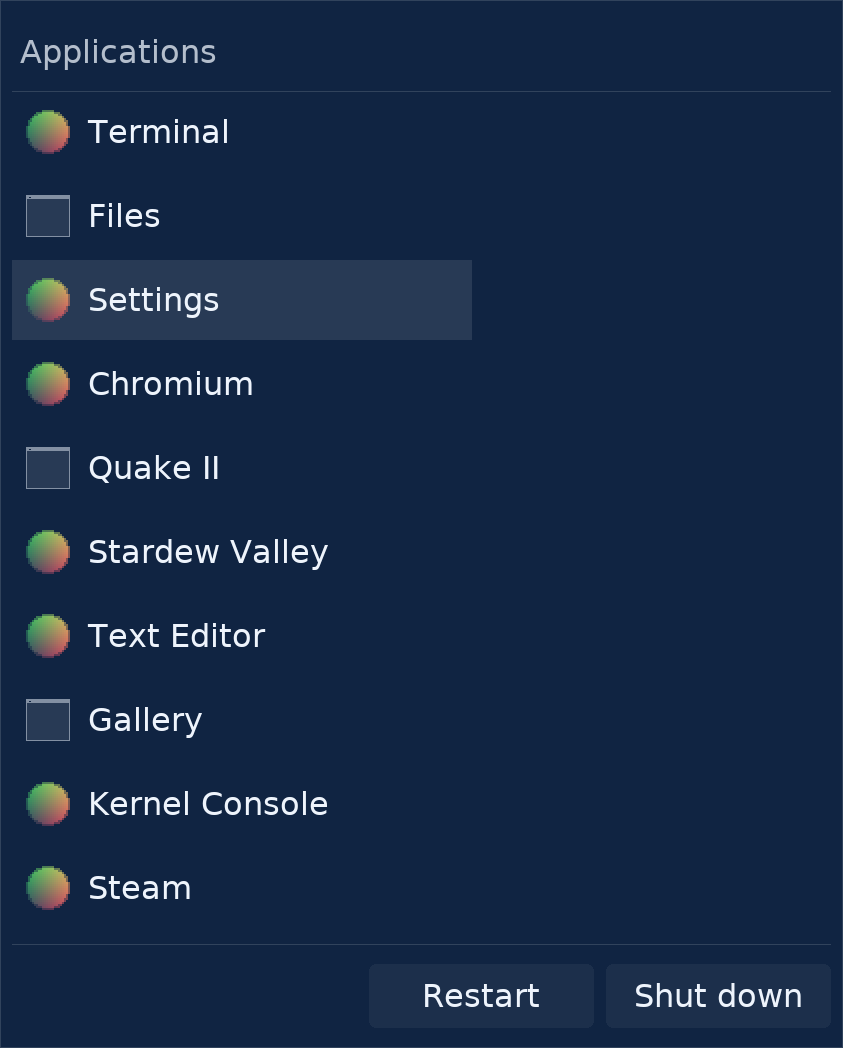 Applications
Terminal
Files
Settings
Chromium
Quake II
Stardew Valley
Text Editor
Gallery
Kernel Console
Steam
Restart
Shut down